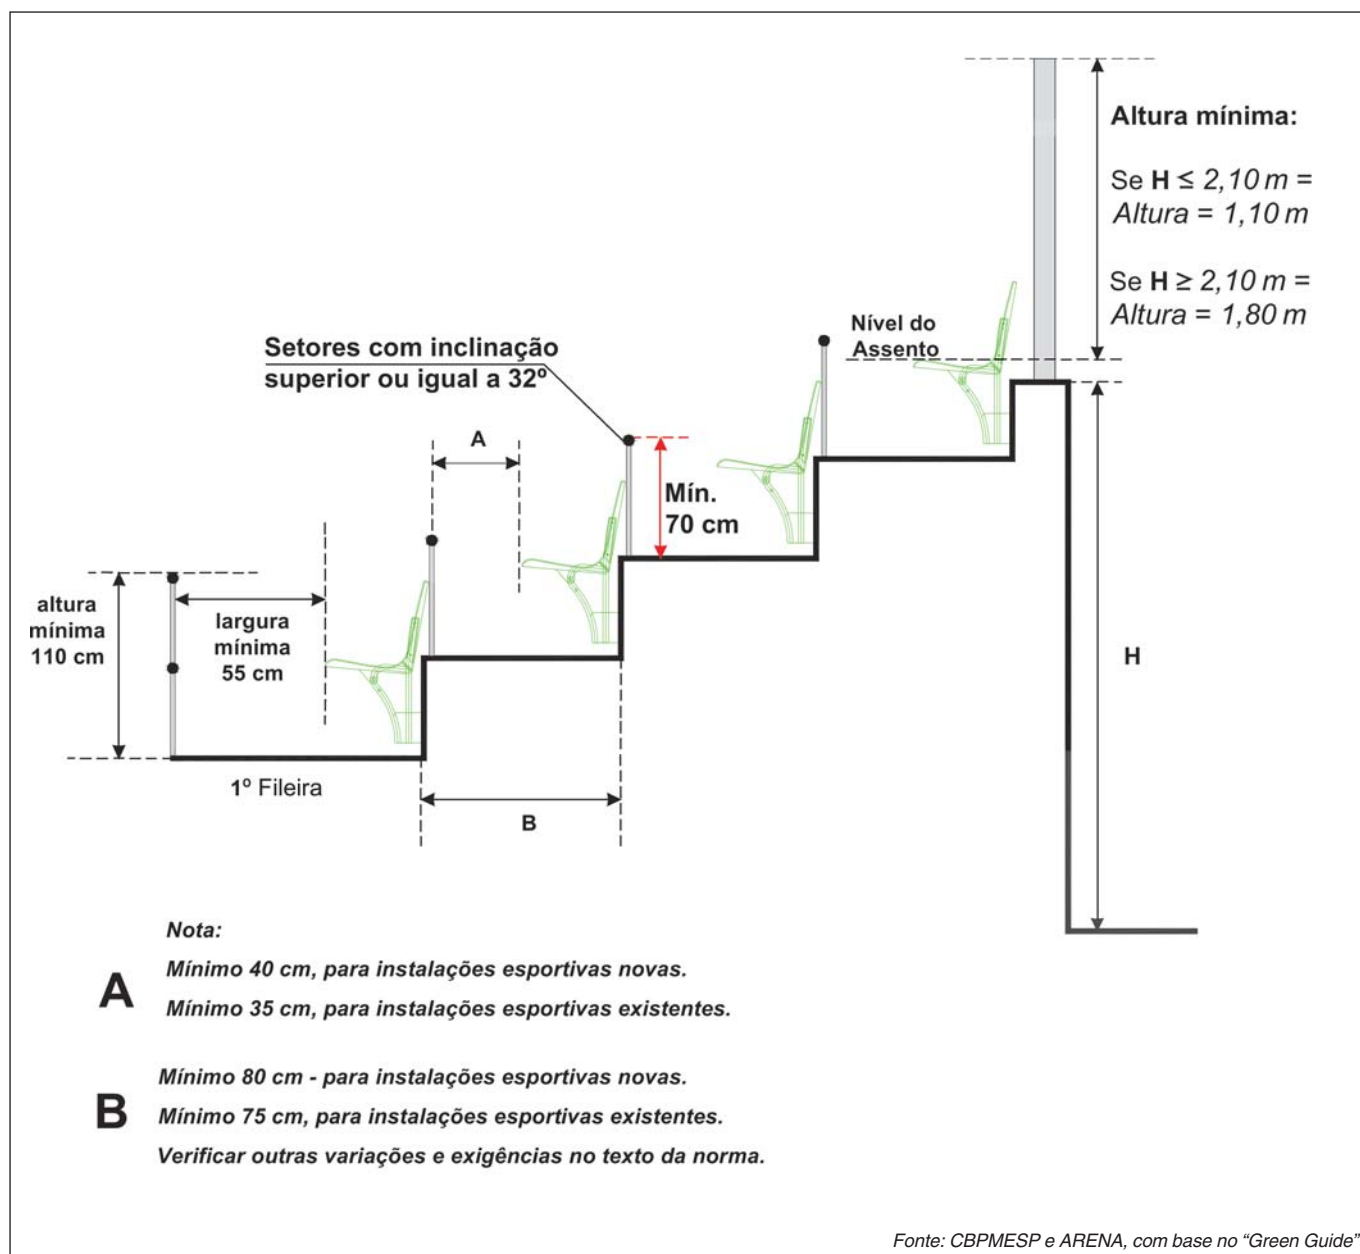 Altura mínima:
Se H ≤ 2,10 m =
Altura = 1,10 m
Se H ≥ 2,10 m =
Altura = 1,80 m
Nível do
Assento
Setores com inclinação
superior ou igual a 32º
A
Mín.
70 cm
altura
mínima
110 cm
largura
mínima
55 cm
H
1º Fileira
B
Nota:
A
Mínimo 40 cm, para instalações esportivas novas.
Mínimo 35 cm, para instalações esportivas existentes.
B
Mínimo 80 cm - para instalações esportivas novas.
Mínimo 75 cm, para instalações esportivas existentes.
Verificar outras variações e exigências no texto da norma.
Fonte: CBPMESP e ARENA, com base no “Green Guide”